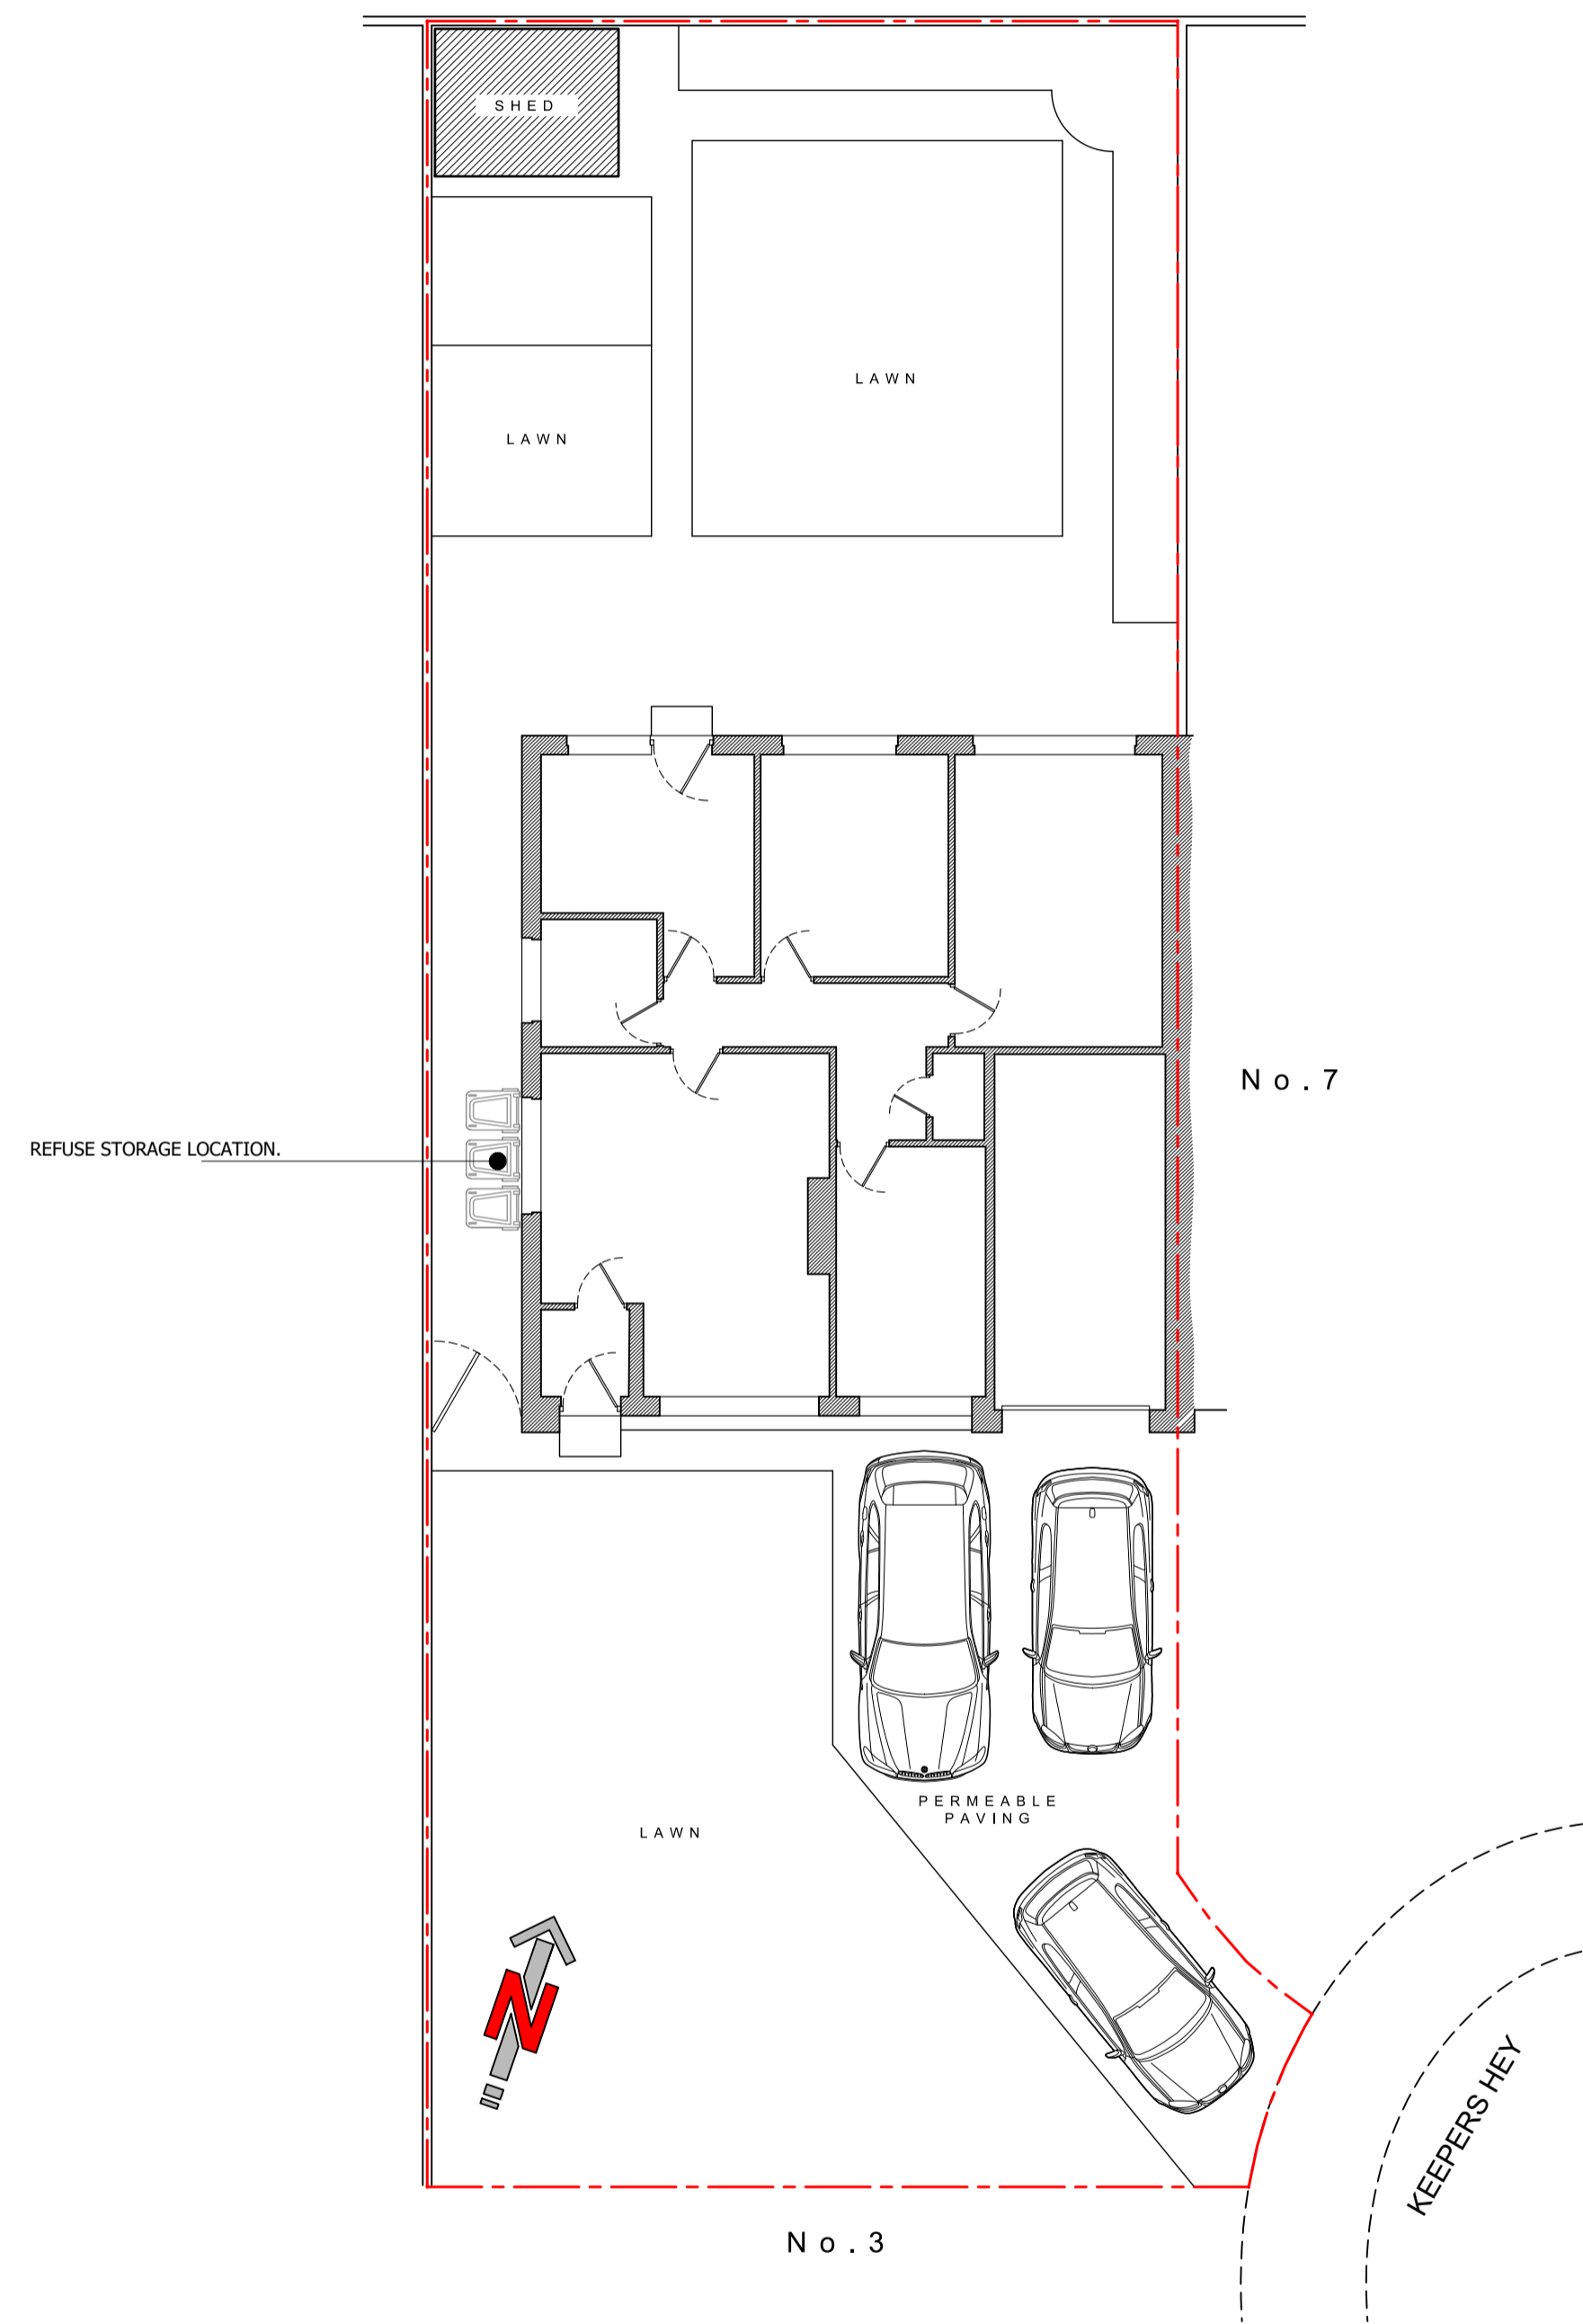 SHED
LAWN
LAWN
No.7
REFUSE STORAGE LOCATION.
PERMEABLE
PAVING
LAWN
N
KEEPERS HEY
No.3